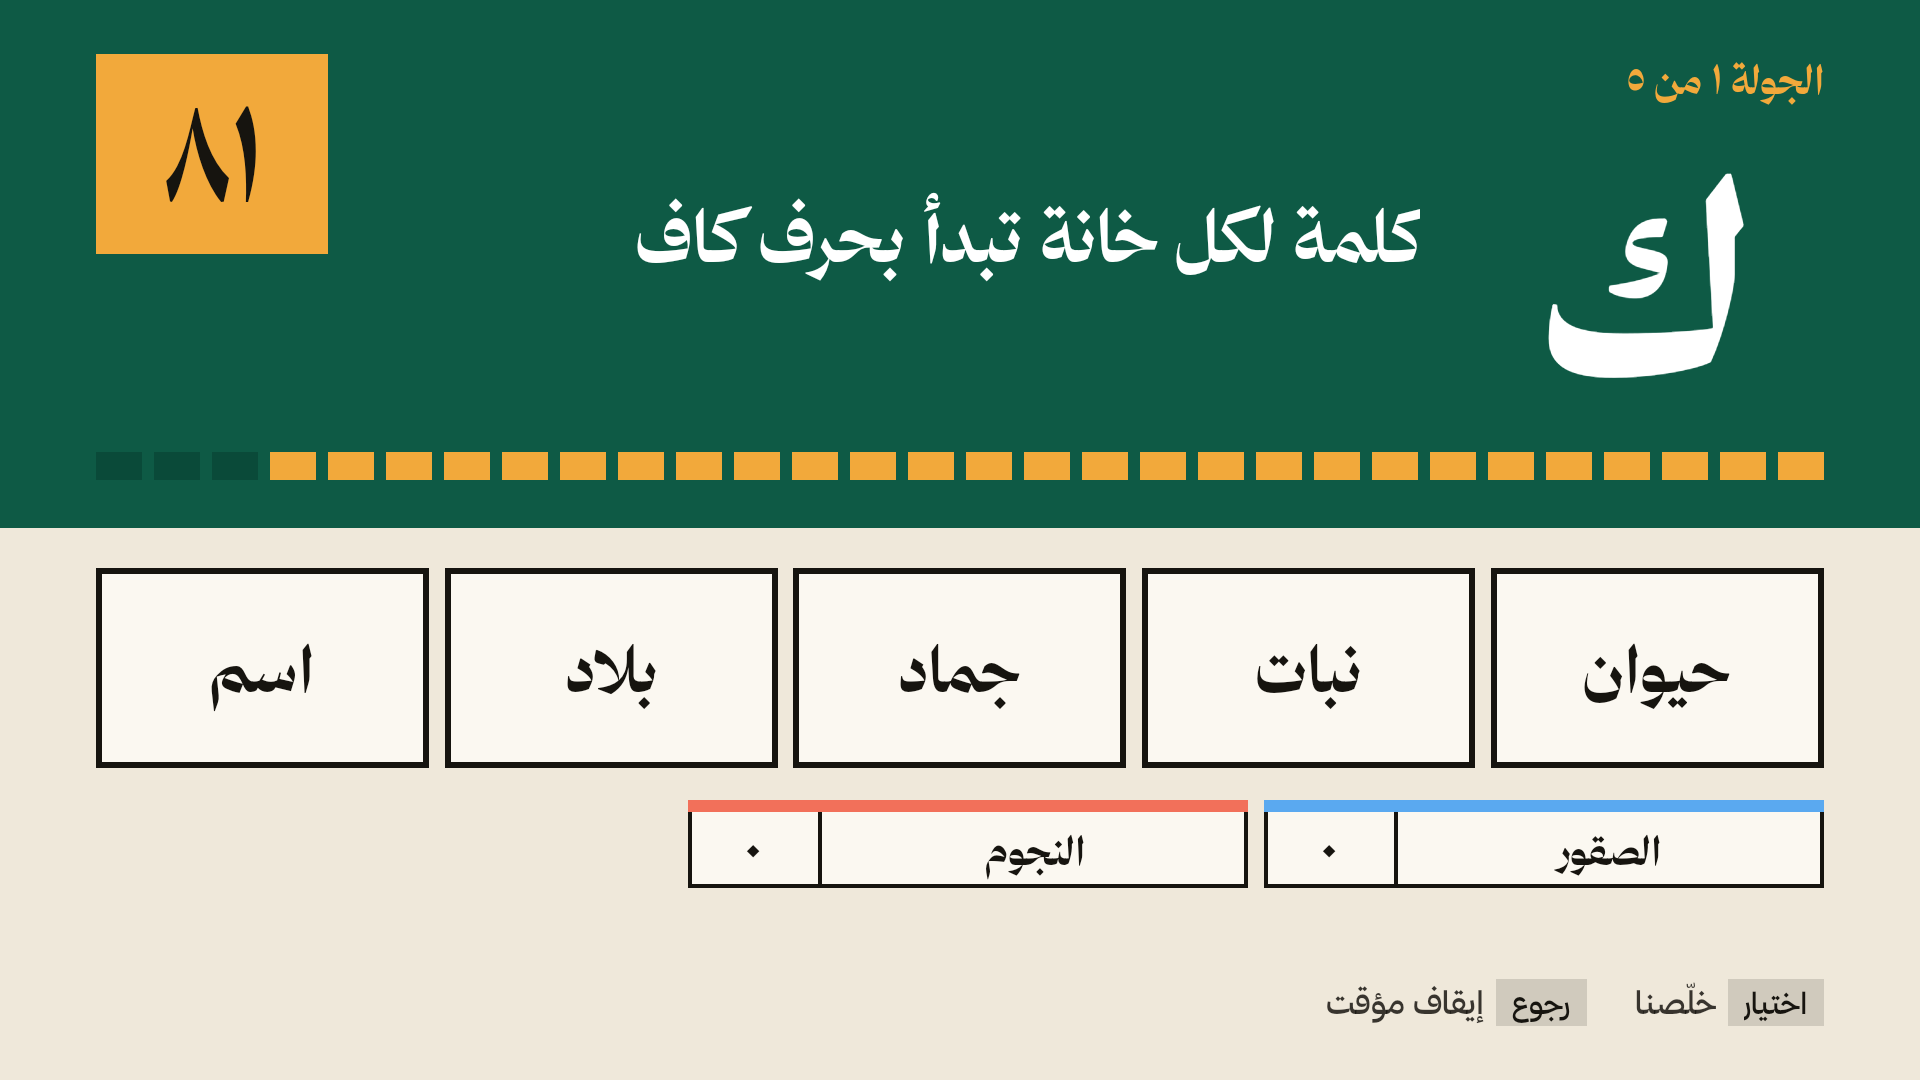 الجولة ١ من ٥
٨١
ك
كلمة لكل خانة تبدأ بحرف كاف
حيوان
نبات
جماد
بلاد
اسم
الصقور ٠
النجوم ٠
اختيار خلّصنا رجوع إيقاف مؤقت